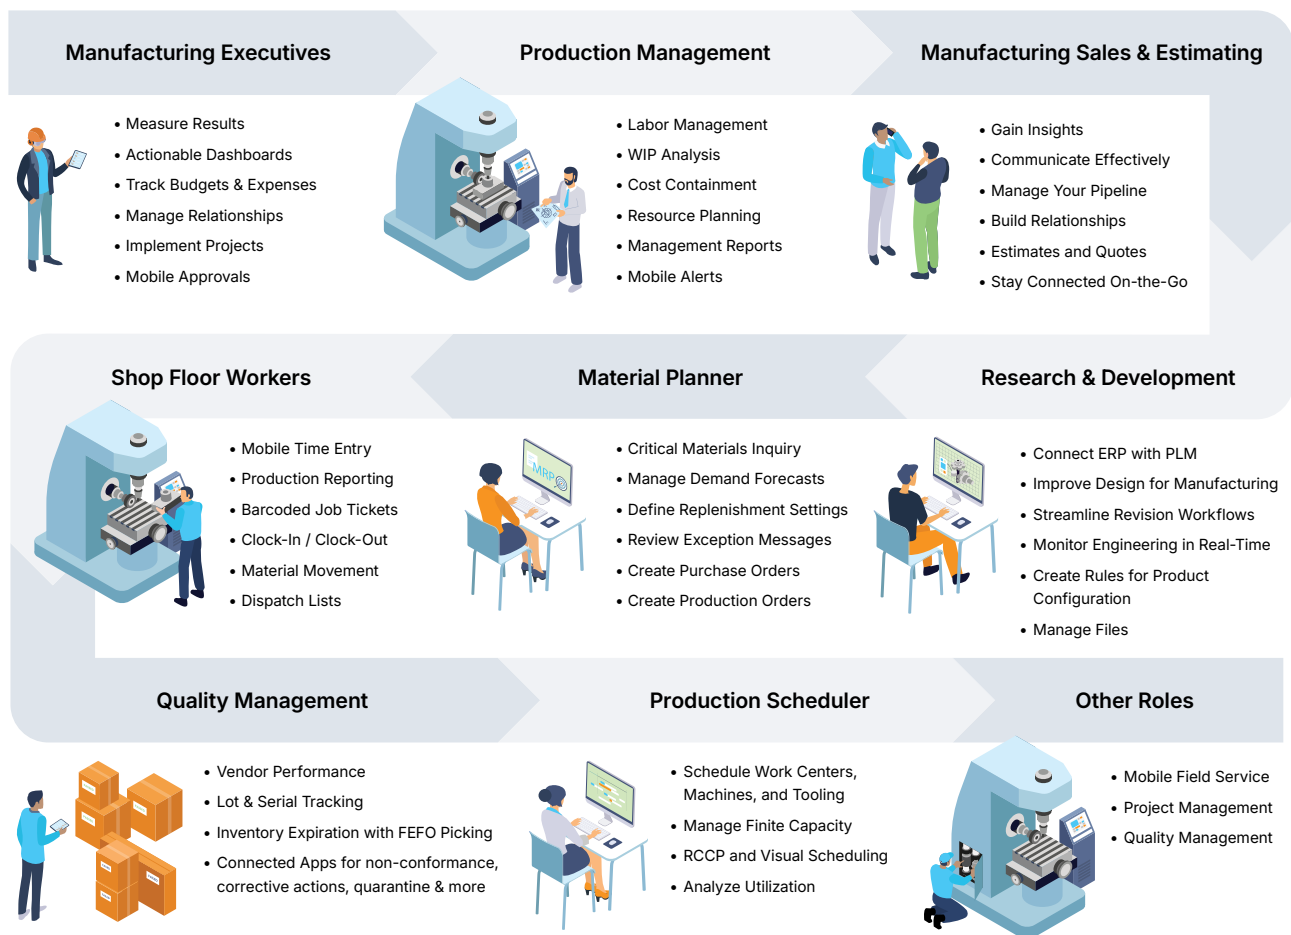 Manufacturing Executives
• Measure Results
• Actionable Dashboards
• Track Budgets & Expenses
• Manage Relationships
• Implement Projects
• Mobile Approvals
Production Management
• Labor Management
• WIP Analysis
• Cost Containment
• Resource Planning
• Management Reports
• Mobile Alerts
Manufacturing Sales & Estimating
• Gain Insights
• Communicate Effectively
• Manage Your Pipeline
• Build Relationships
• Estimates and Quotes
• Stay Connected On-the-Go
Shop Floor Workers
• Mobile Time Entry
• Production Reporting
• Barcoded Job Tickets
• Clock-In / Clock-Out
• Material Movement
• Dispatch Lists
Material Planner
MRP
• Critical Materials Inquiry
• Manage Demand Forecasts
• Define Replenishment Settings
• Review Exception Messages
• Create Purchase Orders
• Create Production Orders
Research & Development
• Connect ERP with PLM
• Improve Design for Manufacturing
• Streamline Revision Workflows
• Monitor Engineering in Real-Time
• Create Rules for Product
Configuration
• Manage Files
Quality Management
• Vendor Performance
• Lot & Serial Tracking
• Inventory Expiration with FEFO Picking
• Connected Apps for non-conformance,
corrective actions, quarantine & more
Production Scheduler
• Schedule Work Centers,
Machines, and Tooling
• Manage Finite Capacity
• RCCP and Visual Scheduling
• Analyze Utilization
Other Roles
• Mobile Field Service
• Project Management
• Quality Management